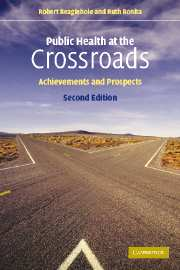 Robert Beaglehole and Ruth Bonita
Public Health at the
Crossroads
Achievements and Prospects
Second Edition
CAMBRIDGE